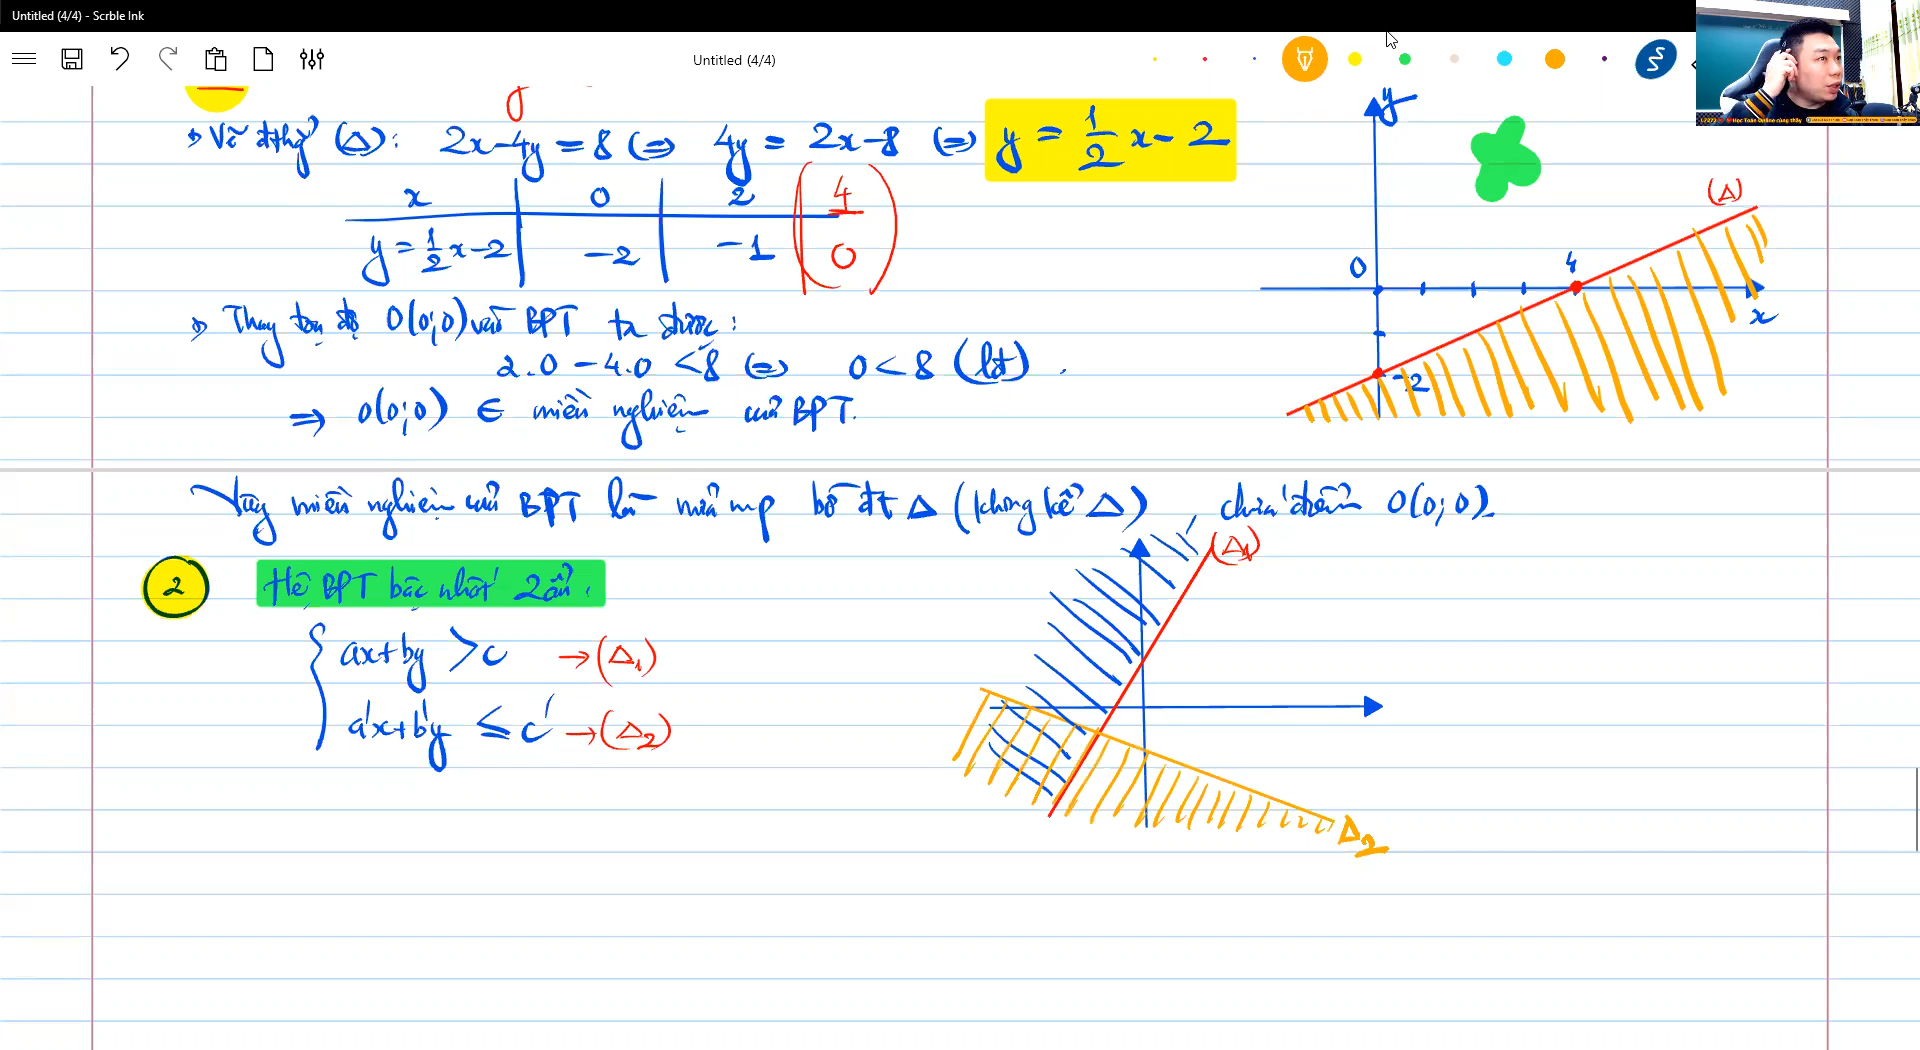 Untitled (4/4) - Scrble Ink
Untitled (4/4)
Vẽ đthg (Δ): 2x-4y = 8 ⇔ 4y = 2x-8 ⇔ y = 1/2 x - 2
x 0 2 4
y = 1/2 x-2 -2 -1 0
Thay tọa độ O(0;0) vào BPT ta được:
2.0 - 4.0 < 8 ⇔ 0 < 8 (lđ).
⇒ O(0;0) ∈ miền nghiệm của BPT.
y
(Δ)
O 4
x
-2
Vậy miền nghiệm của BPT là nửa mp bờ đt Δ (không kể Δ), chứa điểm O(0;0).
2 Hệ BPT bậc nhất 2 ẩn.
ax+by > c → (Δ1)
a'x+b'y ≤ c' → (Δ2)
(Δ1)
Δ2